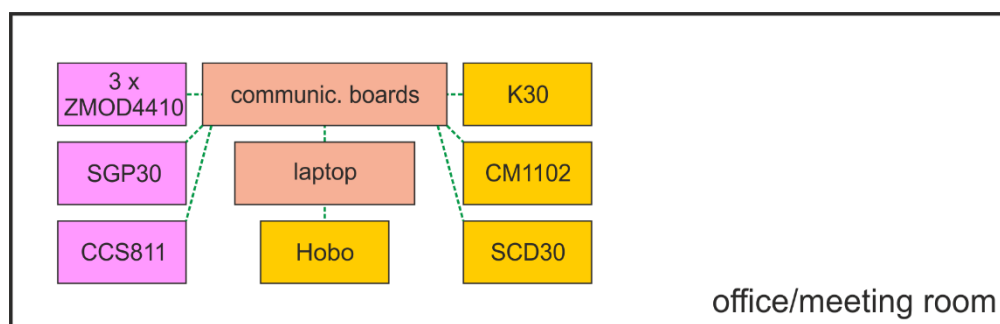 3 x
ZMOD4410
communic. boards
K30
SGP30
laptop
CM1102
CCS811
Hobo
SCD30
office/meeting room